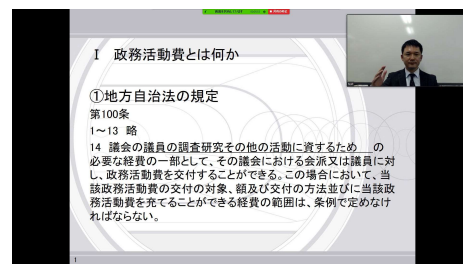 Ⅰ 政務活動費とは何か
①地方自治法の規定
第100条
1～13 略
14 議会の議員の調査研究その他の活動に資するため の
必要な経費の一部として、その議会における会派又は議員に対
し、政務活動費を交付することができる。この場合において、当
該政務活動費の交付の対象、額及び交付の方法並びに当該政
務活動費を充てることができる経費の範囲は、条例で定めなけ
ればならない。
1